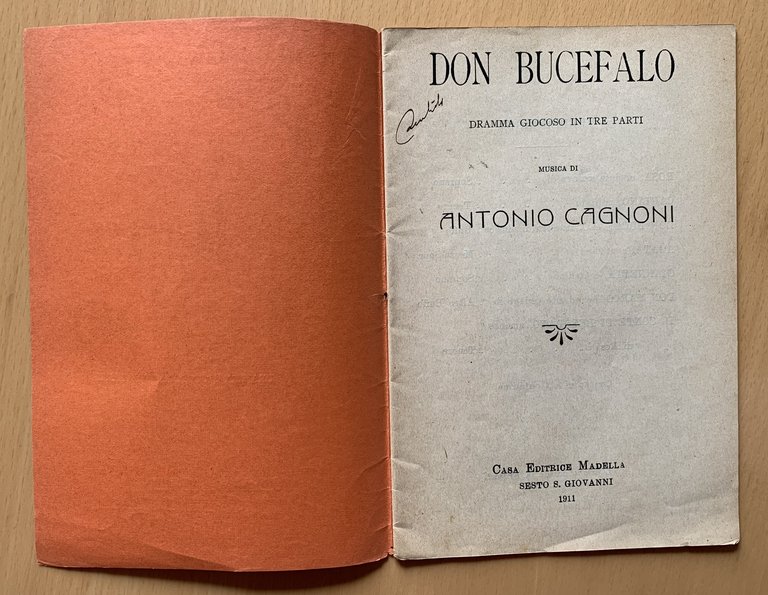 DON BUCEFALO
DRAMMA GIOCOSO IN TRE PARTI
MUSICA DI
ANTONIO CAGNONI
CASA EDITRICE MADELLA
SESTO S. GIOVANNI
1911